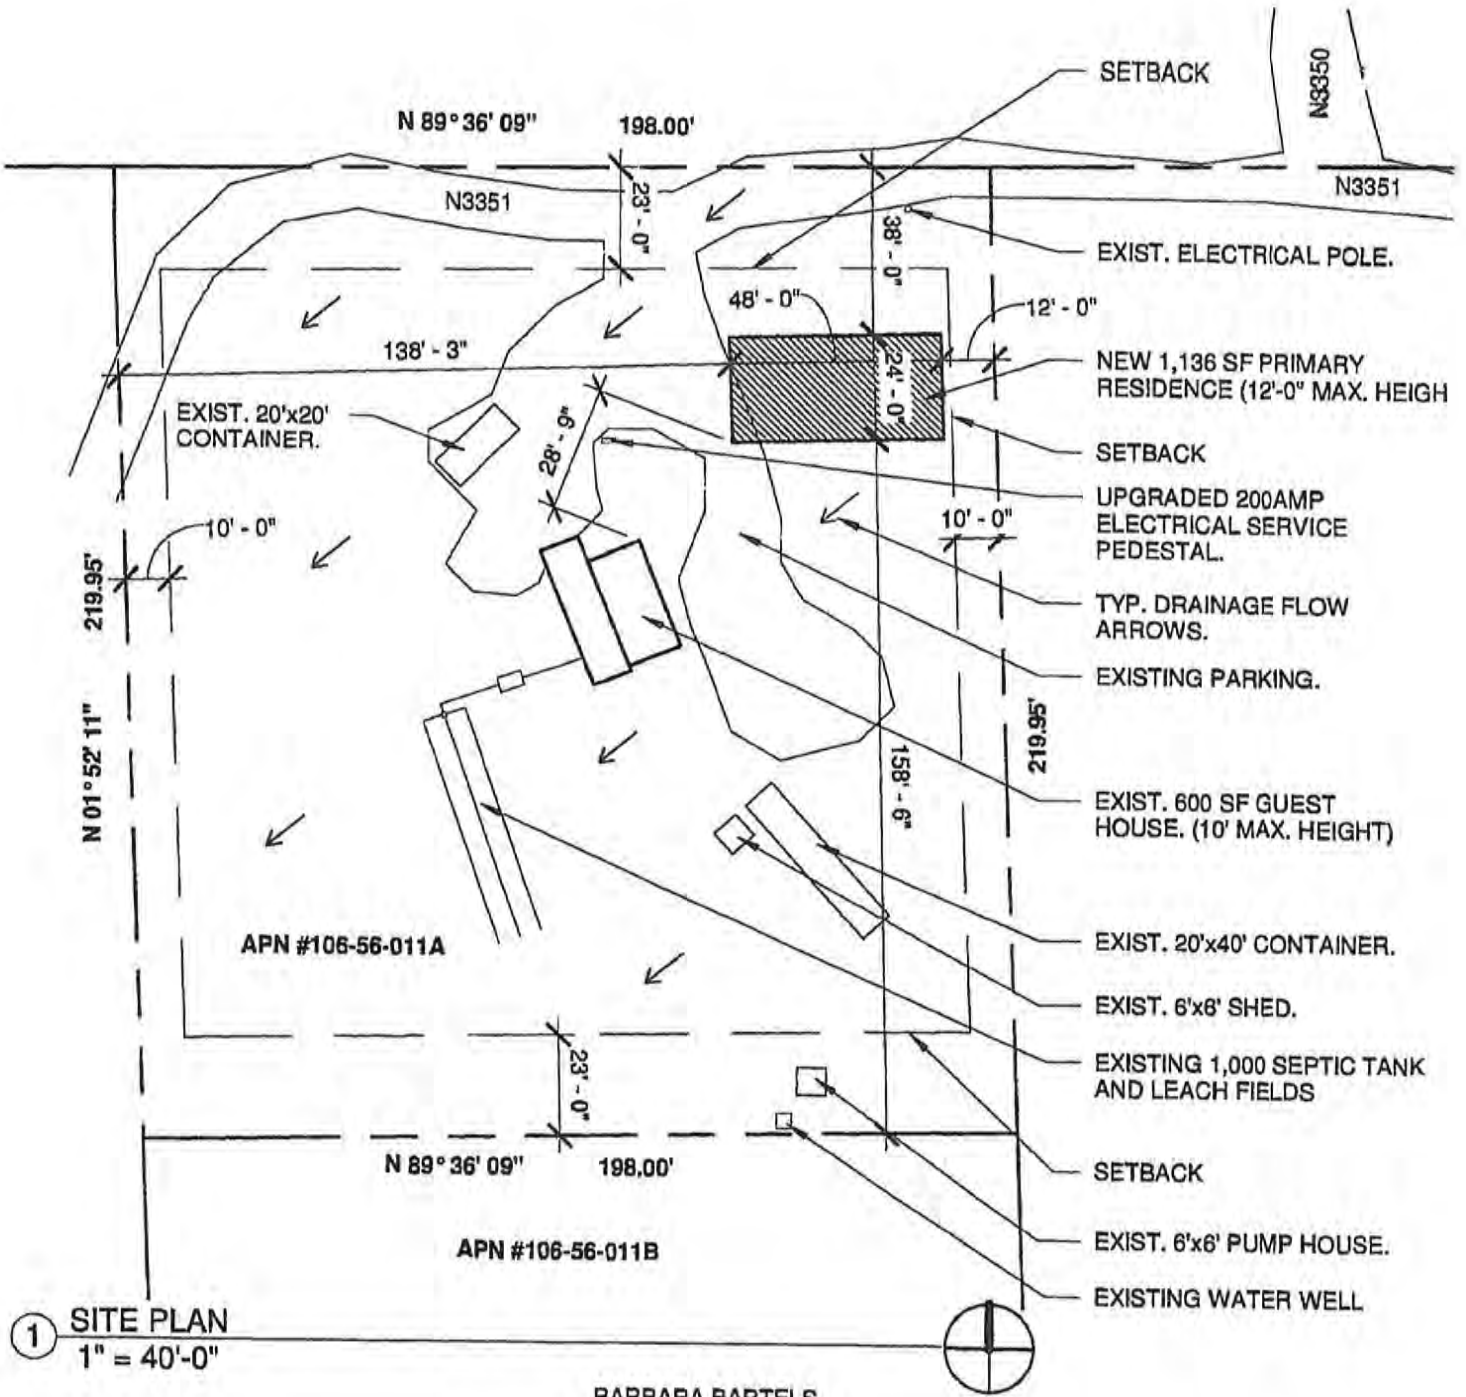 SETBACK
N3350
N 89° 36' 09" 198.00'
N3351
N3351
23' - 0"
38' - 0"
EXIST. ELECTRICAL POLE.
48' - 0"
12' - 0"
138' - 3"
24' - 0"
NEW 1,136 SF PRIMARY
RESIDENCE (12'-0" MAX. HEIGH
EXIST. 20'x20'
CONTAINER.
28' - 9"
SETBACK
UPGRADED 200AMP
ELECTRICAL SERVICE
PEDESTAL.
10' - 0"
10' - 0"
219.95'
TYP. DRAINAGE FLOW
ARROWS.
EXISTING PARKING.
219.95'
N 01° 52' 11"
158' - 6"
EXIST. 600 SF GUEST
HOUSE. (10' MAX. HEIGHT)
APN #106-56-011A
EXIST. 20'x40' CONTAINER.
EXIST. 6'x6' SHED.
23' - 0"
EXISTING 1,000 SEPTIC TANK
AND LEACH FIELDS
N 89° 36' 09" 198.00'
SETBACK
APN #106-56-011B
EXIST. 6'x6' PUMP HOUSE.
EXISTING WATER WELL
1 SITE PLAN
1" = 40'-0"
BARBARA BARTELS